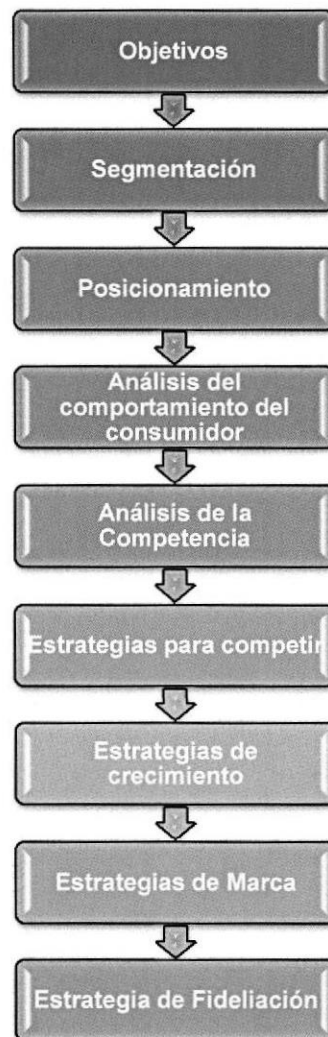 Objetivos
Segmentación
Posicionamiento
Análisis del
comportamiento del
consumidor
Análisis de la
Competencia
Estrategias para competir
Estrategias de
crecimiento
Estrategias de Marca
Estrategia de Fideliación